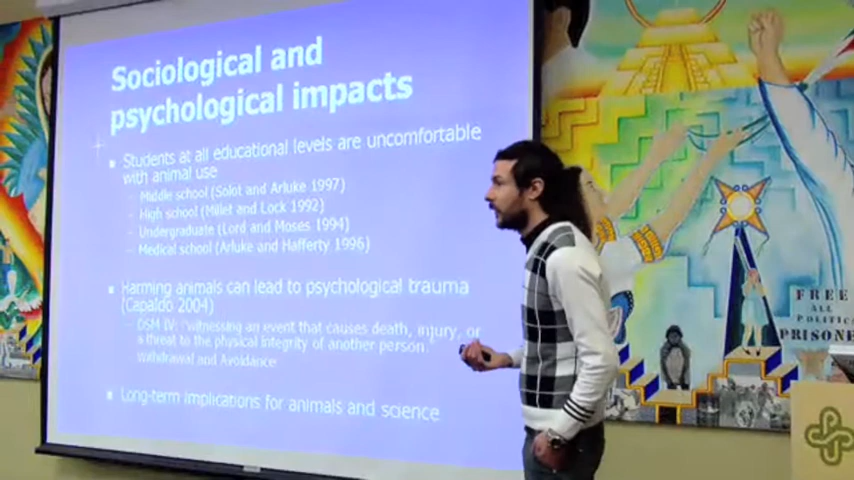 Sociological and
psychological impacts
Students at all educational levels are uncomfortable
with animal use
– Middle school (Solot and Arluke 1997)
– High school (Millet and Lock 1992)
– Undergraduate (Lord and Moses 1994)
– Medical school (Arluke and Hafferty 1996)
Harming animals can lead to psychological trauma
(Capaldo 2004)
– DSM IV: "witnessing an event that causes death, injury, or
a threat to the physical integrity of another person."
– Withdrawal and Avoidance
Long-term implications for animals and science
FREE
ALL
POLITICAL
PRISONERS